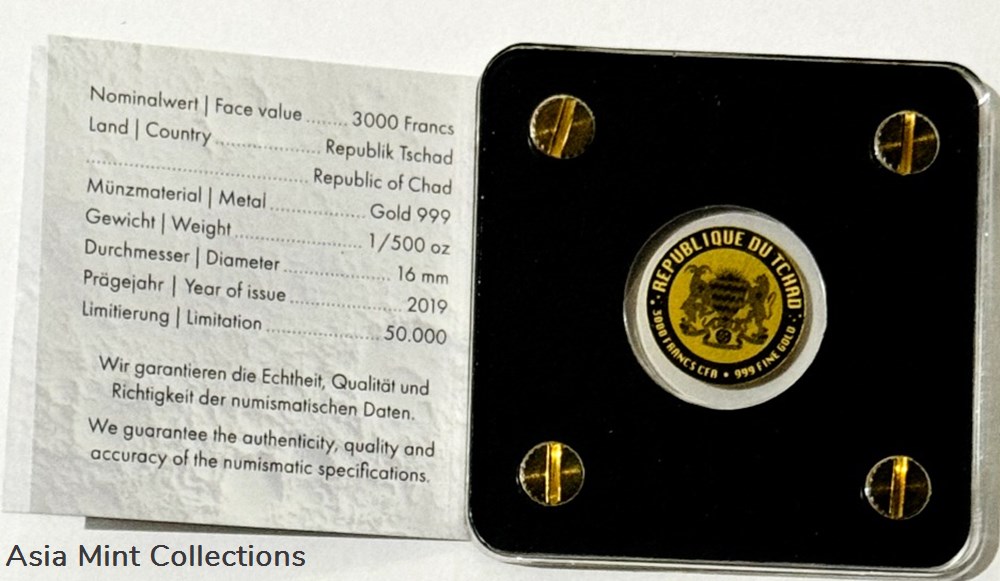 Nominalwert | Face value ........ 3000 Francs
Land | Country .................... Republik Tschad
.......................................... Republic of Chad
Münzmaterial | Metal .................. Gold 999
Gewicht | Weight ........................ 1/500 oz
Durchmesser | Diameter .................... 16 mm
Prägejahr | Year of issue ...................... 2019
Limitierung | Limitation ..................... 50.000
Wir garantieren die Echtheit, Qualität und
Richtigkeit der numismatischen Daten.
We guarantee the authenticity, quality and
accuracy of the numismatic specifications.
REPUBLIQUE DU TCHAD
3000 FRANCS CFA • 999 FINE GOLD
Asia Mint Collections